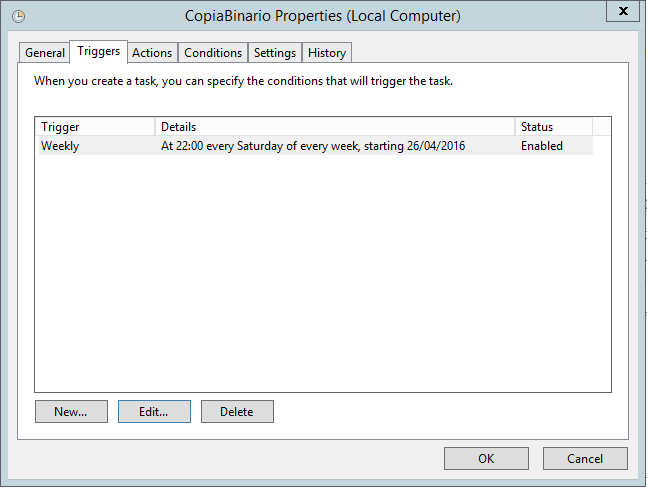 CopiaBinario Properties (Local Computer)
x
General Triggers Actions Conditions Settings History
When you create a task, you can specify the conditions that will trigger the task.
Trigger Details Status
Weekly At 22:00 every Saturday of every week, starting 26/04/2016 Enabled
New... Edit... Delete
OK Cancel